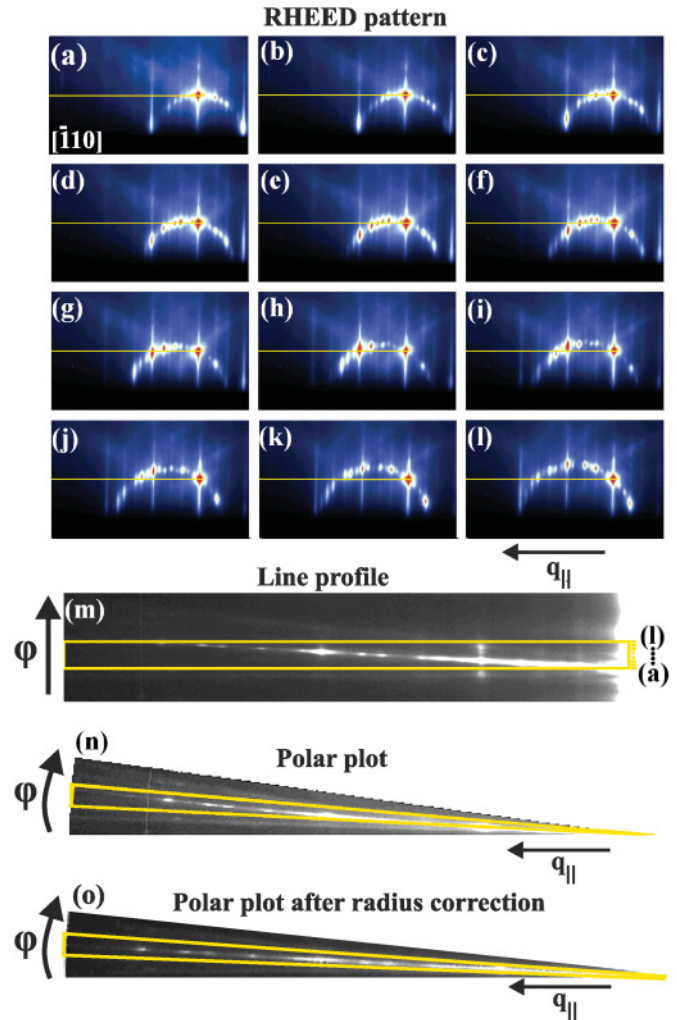 RHEED pattern
(a) (b) (c)
[1̄10]
(d) (e) (f)
(g) (h) (i)
(j) (k) (l)
q||
Line profile
(m)
φ
(l)
(a)
(n)
Polar plot
φ
q||
(o)
Polar plot after radius correction
φ
q||